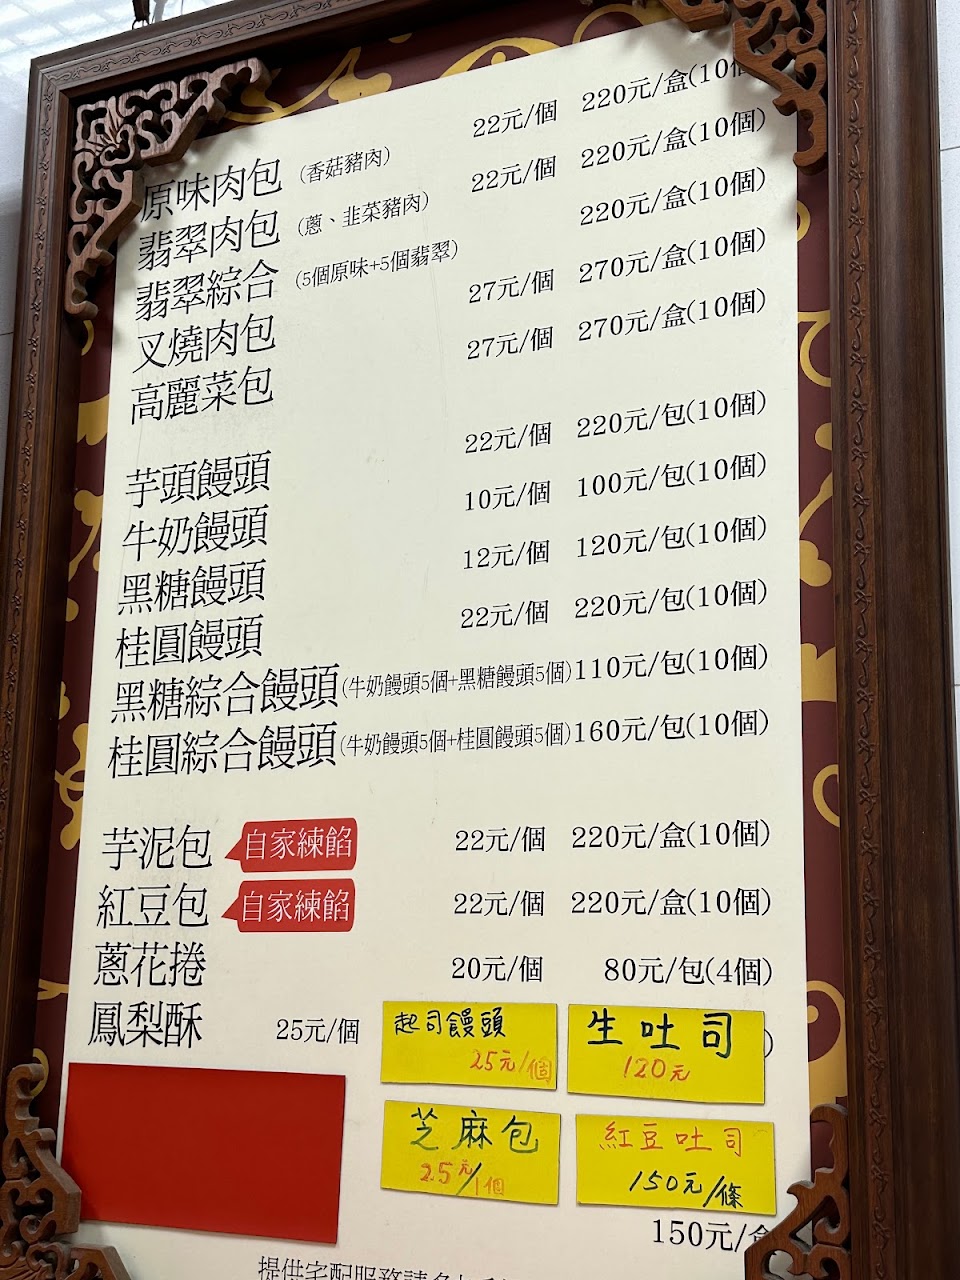 原味肉包 (香菇豬肉) 22元/個 220元/盒(10個
翡翠肉包 (蔥、韭菜豬肉) 22元/個 220元/盒(10個)
翡翠綜合 (5個原味+5個翡翠) 220元/盒(10個)
叉燒肉包 27元/個 270元/盒(10個)
高麗菜包 27元/個 270元/盒(10個)
芋頭饅頭 22元/個 220元/包(10個)
牛奶饅頭 10元/個 100元/包(10個)
黑糖饅頭 12元/個 120元/包(10個)
桂圓饅頭 22元/個 220元/包(10個)
黑糖綜合饅頭(牛奶饅頭5個+黑糖饅頭5個)110元/包(10個)
桂圓綜合饅頭(牛奶饅頭5個+桂圓饅頭5個)160元/包(10個)
芋泥包 自家練餡 22元/個 220元/盒(10個)
紅豆包 自家練餡 22元/個 220元/盒(10個)
蔥花捲 20元/個 80元/包(4個)
鳳梨酥 25元/個
起司饅頭
25元/個
生吐司
120元
芝麻包
25元/1個
紅豆吐司
150元/條
150元/盒
提供宅配服務請